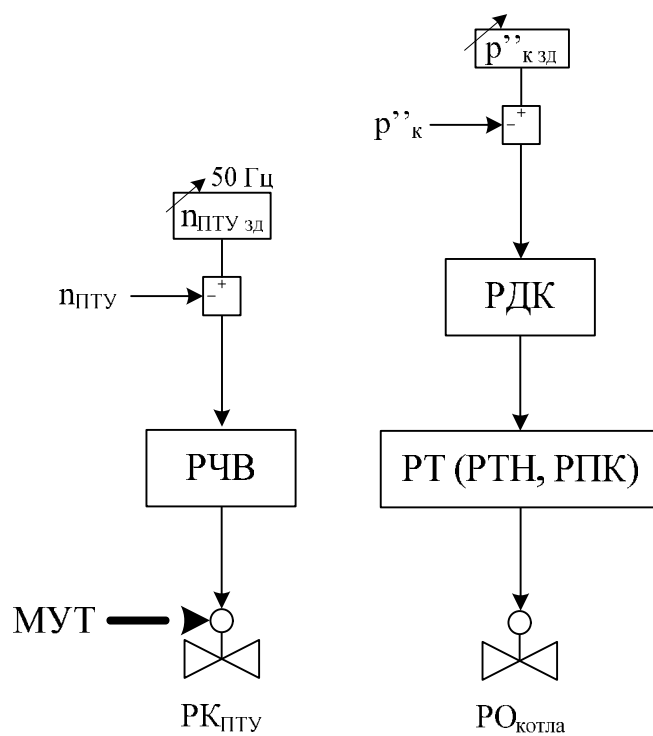 50 Гц
nПТУ зд
nПТУ
- +
РЧВ
МУТ
РКПТУ
p’’к зд
p’’к
- +
РДК
РТ (РТН, РПК)
РОкотла